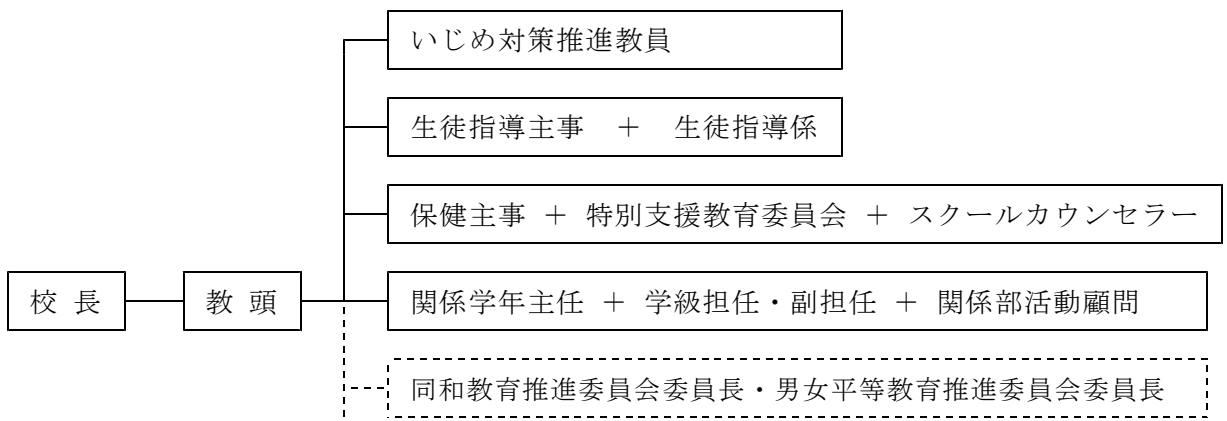 いじめ対策推進教員
生徒指導主事　＋　生徒指導係
保健主事 ＋ 特別支援教育委員会 ＋ スクールカウンセラー
校 長
教 頭
関係学年主任 ＋ 学級担任・副担任 ＋ 関係部活動顧問
同和教育推進委員会委員長・男女平等教育推進委員会委員長